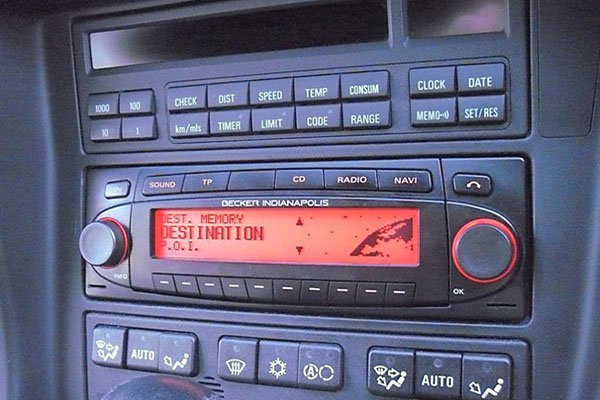 1000 100
10 1
CHECK DIST SPEED TEMP CONSUM
km/mls TIMER LIMIT CODE RANGE
CLOCK DATE
MEMO SET/RES
SOUND TP CD RADIO NAVI
BECKER INDIANAPOLIS
DEST. MEMORY
DESTINATION
P.O.I.
INFO
OK
AUTO
A
AUTO